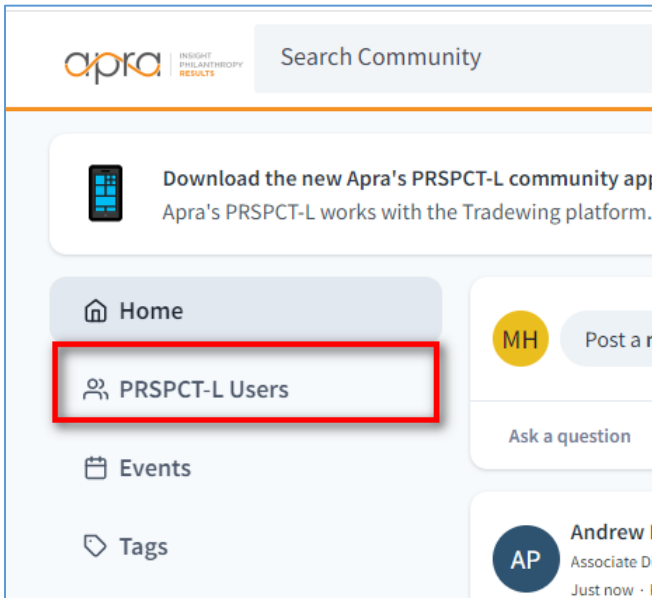 apra
INSIGHT
PHILANTHROPY
RESULTS
Search Community
Download the new Apra's PRSPCT-L community app
Apra's PRSPCT-L works with the Tradewing platform.
Home
PRSPCT-L Users
Events
Tags
MH
Post a
Ask a question
AP
Andrew
Associate
Just now ·